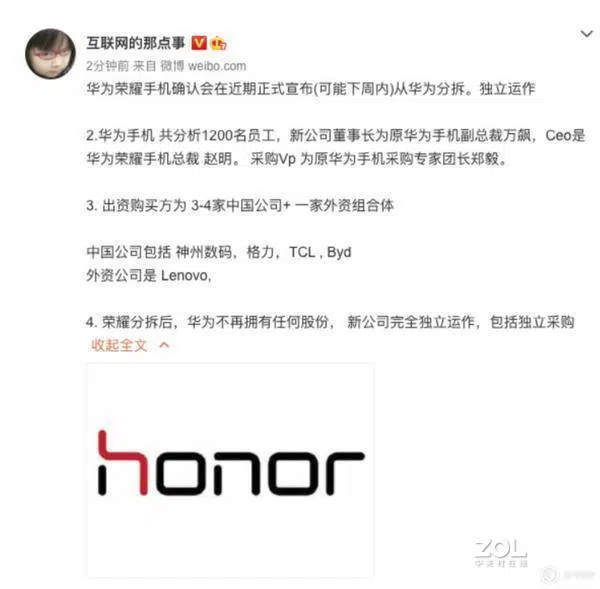 互联网的那点事
2分钟前 来自 微博 weibo.com
华为荣耀手机确认会在近期正式宣布(可能下周内)从华为分拆。独立运作
2.华为手机 共分析1200名员工，新公司董事长为原华为手机副总裁万飙，Ceo是
华为荣耀手机总裁 赵明。 采购Vp 为原华为手机采购专家团长郑毅。
3. 出资购买方为 3-4家中国公司+ 一家外资组合体
中国公司包括 神州数码，格力，TCL , Byd
外资公司是 Lenovo,
4. 荣耀分拆后，华为不再拥有任何股份， 新公司完全独立运作，包括独立采购
收起全文
honor
ZOL
中关村在线